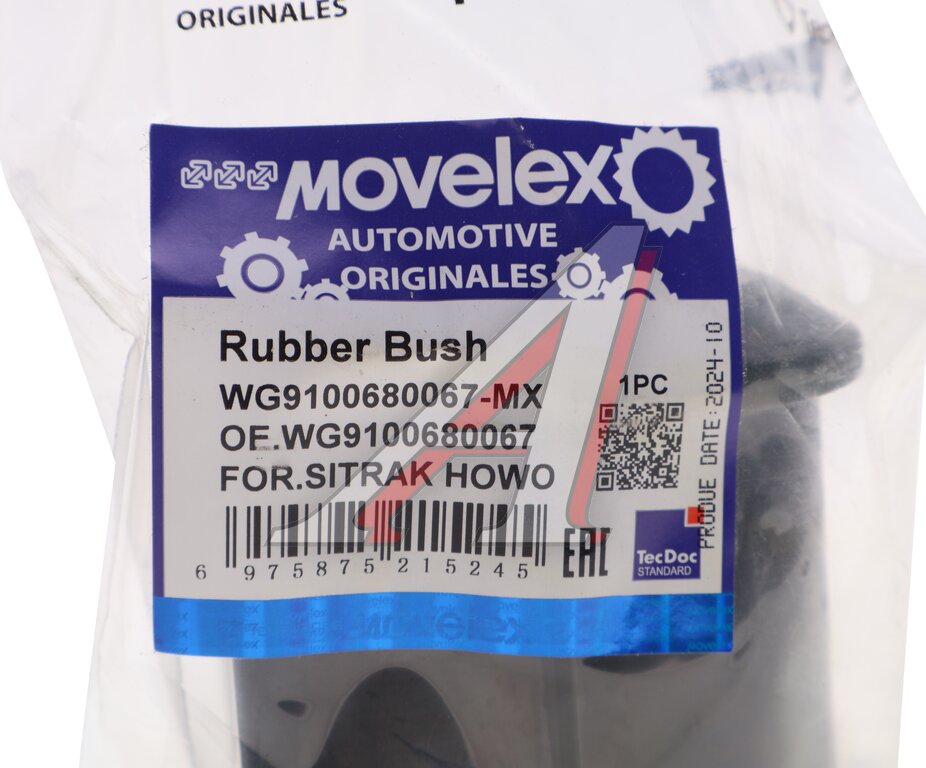 ORIGINALES
MOVELEX
AUTOMOTIVE
ORIGINALES
Rubber Bush
WG9100680067-MX
1PC
OE.WG9100680067
FOR.SITRAK HOWO
PRODUE DATE:2024-10
6 975875 215245
EAC
TecDoc
STANDARD
MOVELEX